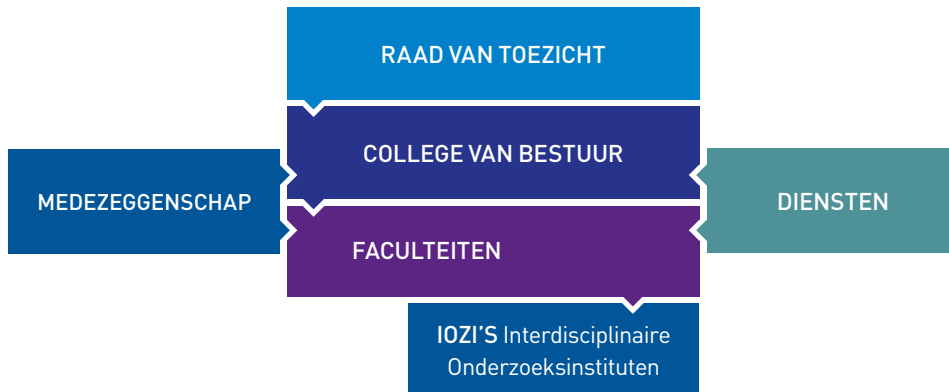 RAAD VAN TOEZICHT
COLLEGE VAN BESTUUR
MEDEZEGGENSCHAP
DIENSTEN
FACULTEITEN
IOZI'S Interdisciplinaire
Onderzoeksinstituten